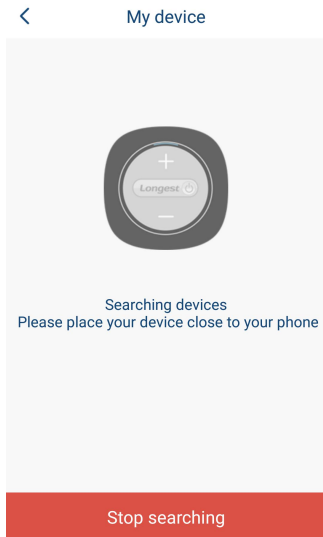 My device
Longest
Searching devices
Please place your device close to your phone
Stop searching